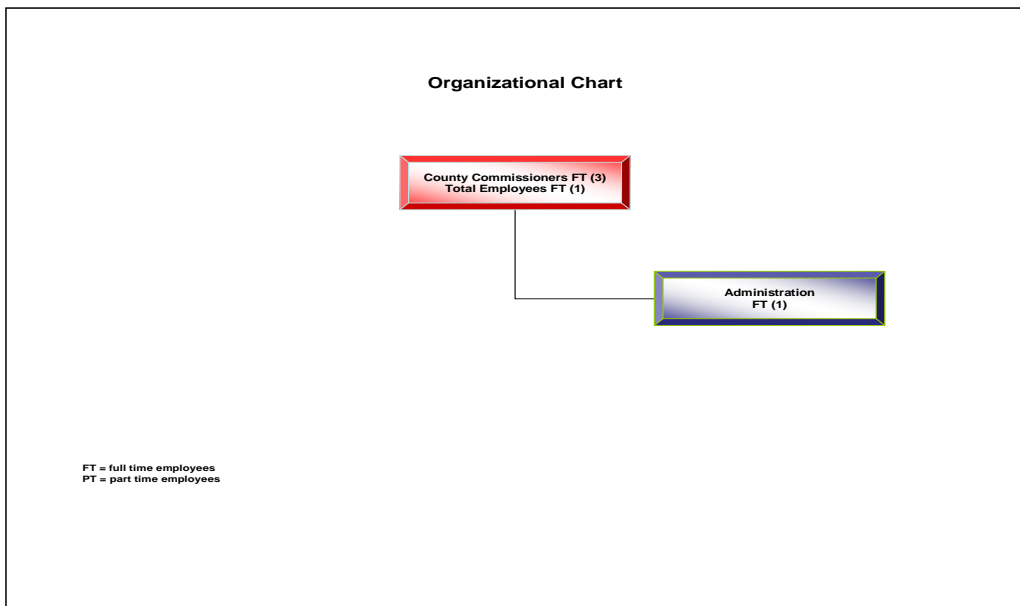 Organizational Chart
County Commissioners FT (3)
Total Employees FT (1)
Administration
FT (1)
FT = full time employees
PT = part time employees